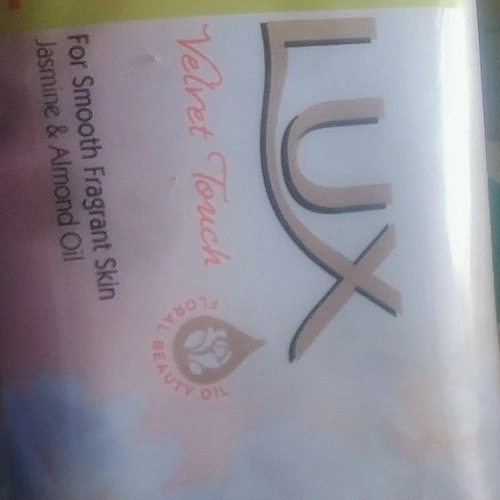 LUX
Velvet Touch
FLORAL BEAUTY OIL
For Smooth Fragrant Skin
Jasmine & Almond Oil